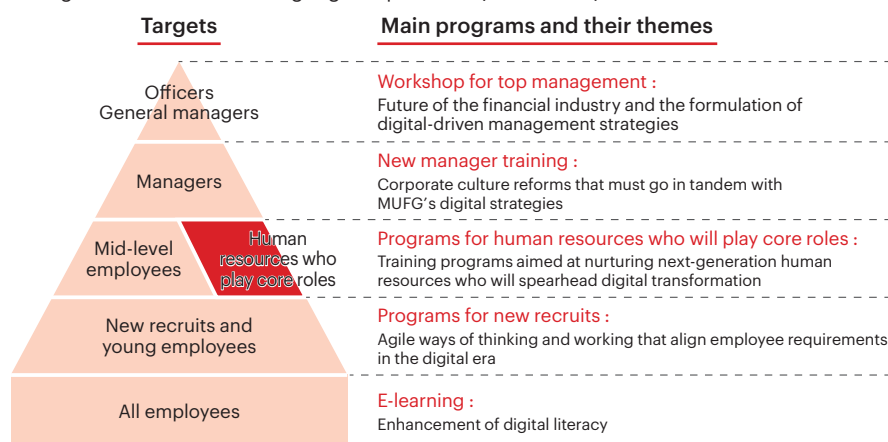 Targets
Main programs and their themes
Officers
General managers
Workshop for top management :
Future of the financial industry and the formulation of
digital-driven management strategies
Managers
New manager training :
Corporate culture reforms that must go in tandem with
MUFG's digital strategies
Mid-level
employees
Human
resources who
play core roles
Programs for human resources who will play core roles :
Training programs aimed at nurturing next-generation human
resources who will spearhead digital transformation
New recruits and
young employees
Programs for new recruits :
Agile ways of thinking and working that align employee requirements
in the digital era
All employees
E-learning :
Enhancement of digital literacy